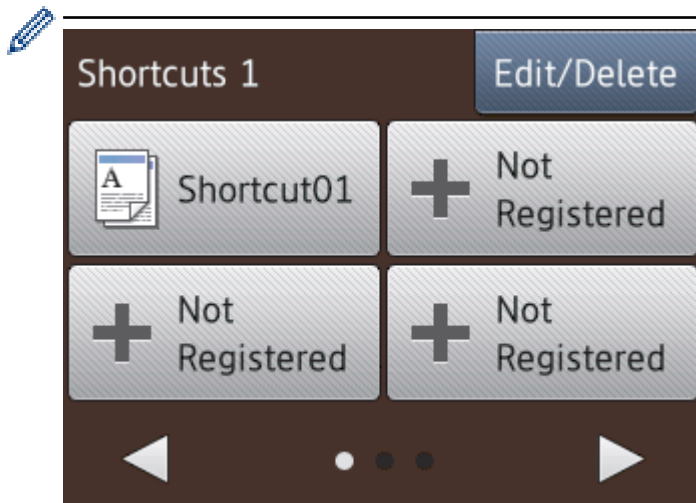 Shortcuts 1
Edit/Delete
A
Shortcut01
Not
Registered
Not
Registered
Not
Registered